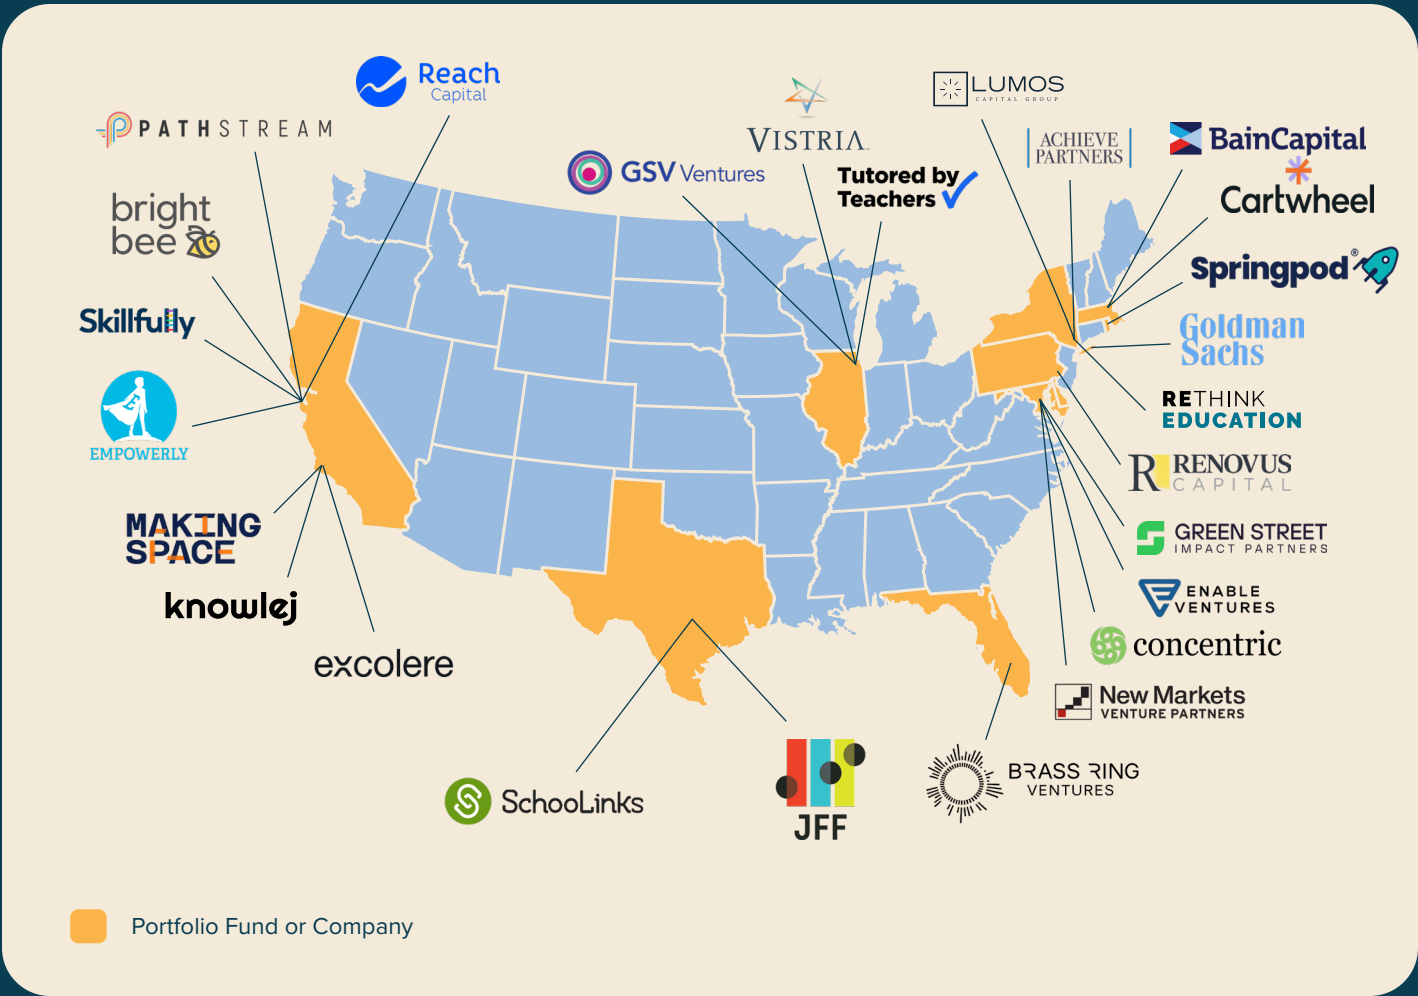 Reach
Capital
PATHSTREAM
bright
bee
Skillfully
EMPOWERLY
MAKING
SPACE
knowlej
excolere
GSV Ventures
VISTRIA
Tutored by
Teachers
LUMOS
CAPITAL GROUP
ACHIEVE
PARTNERS
BainCapital
Cartwheel
Springpod®
Goldman
Sachs
RETHINK
EDUCATION
R RENOVUS
CAPITAL
GREEN STREET
IMPACT PARTNERS
ENABLE
VENTURES
concentric
New Markets
VENTURE PARTNERS
BRASS RING
VENTURES
SchooLinks
JFF
Portfolio Fund or Company